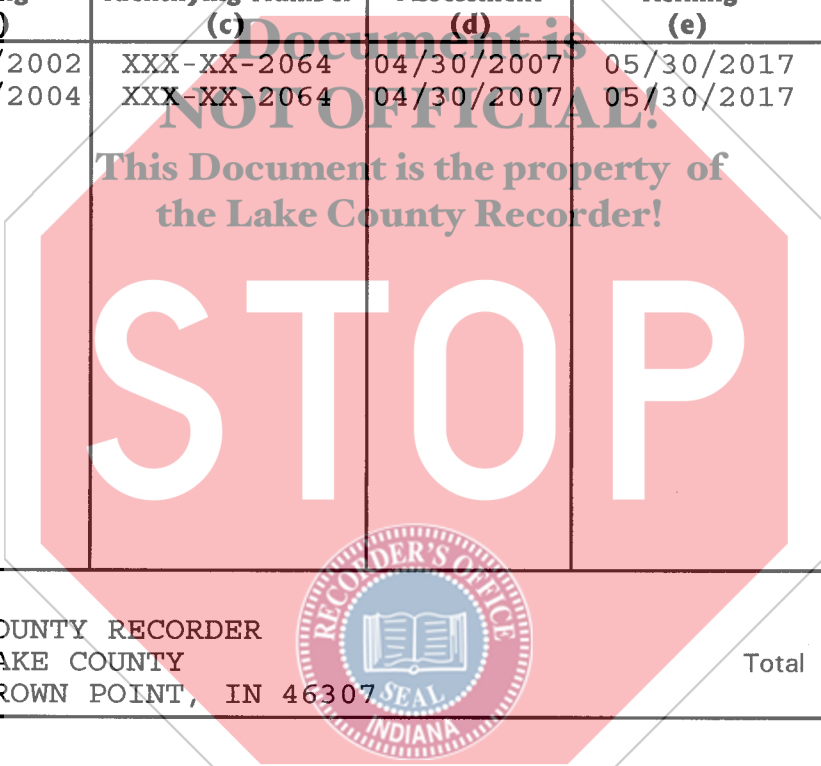 (c) (d) (e)
/2002 XXX-XX-2064 04/30/2007 05/30/2017
/2004 XXX-XX-2064 04/30/2007 05/30/2017
Document is
NOT OFFICIAL!
This Document is the property of
the Lake County Recorder!
STOP
OUNTY RECORDER
AKE COUNTY Total
ROWN POINT, IN 46307
RECORDER'S OFFICE
SEAL
INDIANA